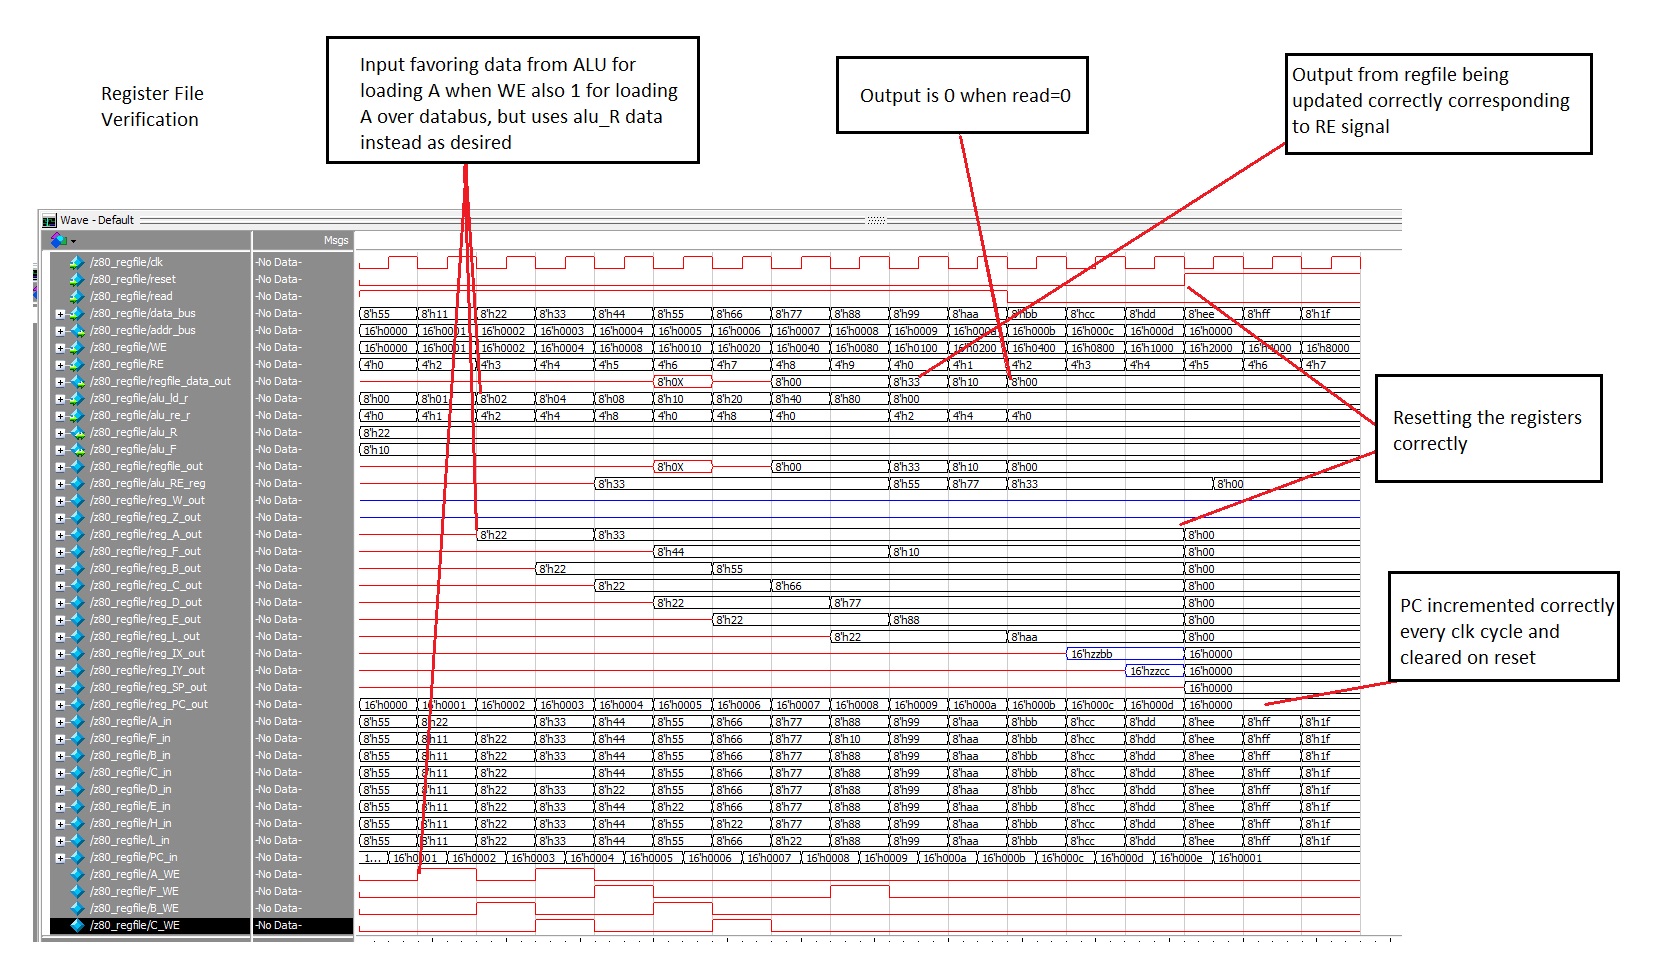 Register File
Verification
Input favoring data from ALU for
loading A when WE also 1 for loading
A over databus, but uses alu_R data
instead as desired
Output is 0 when read=0
Output from regfile being
updated correctly corresponding
to RE signal
Wave - Default
Msgs
/z80_regfile/clk -No Data-
/z80_regfile/reset -No Data-
/z80_regfile/read -No Data-
/z80_regfile/data_bus -No Data- 8'h55 8'h11 8'h22 8'h33 8'h44 8'h55 8'h66 8'h77 8'h88 8'h99 8'haa 8'hbb 8'hcc 8'hdd 8'hee 8'hff 8'h1f
/z80_regfile/addr_bus -No Data- 16'h0000 16'h0001 16'h0002 16'h0003 16'h0004 16'h0005 16'h0006 16'h0007 16'h0008 16'h0009 16'h000a 16'h000b 16'h000c 16'h000d 16'h0000
/z80_regfile/WE -No Data- 16'h0000 16'h0001 16'h0002 16'h0004 16'h0008 16'h0010 16'h0020 16'h0040 16'h0080 16'h0100 16'h0200 16'h0400 16'h0800 16'h1000 16'h2000 16'h4000 16'h8000
/z80_regfile/RE -No Data- 4'h0 4'h2 4'h3 4'h4 4'h5 4'h6 4'h7 4'h8 4'h9 4'h0 4'h1 4'h2 4'h3 4'h4 4'h5 4'h6 4'h7
/z80_regfile/regfile_data_out -No Data- 8'h0X 8'h00 8'h33 8'h10 8'h00
/z80_regfile/alu_ld_r -No Data- 8'h00 8'h01 8'h02 8'h04 8'h08 8'h10 8'h20 8'h40 8'h80 8'h00
/z80_regfile/alu_re_r -No Data- 4'h0 4'h1 4'h2 4'h4 4'h8 4'h0 4'h8 4'h0 4'h2 4'h4 4'h0
/z80_regfile/alu_R -No Data- 8'h22
/z80_regfile/alu_F -No Data- 8'h10
/z80_regfile/regfile_out -No Data- 8'h0X 8'h00 8'h33 8'h10 8'h00
/z80_regfile/alu_RE_reg -No Data- 8'h33 8'h55 8'h77 8'h33 8'h00
/z80_regfile/reg_W_out -No Data-
/z80_regfile/reg_Z_out -No Data-
/z80_regfile/reg_A_out -No Data- 8'h22 8'h33 8'h00
/z80_regfile/reg_F_out -No Data- 8'h44 8'h10 8'h00
/z80_regfile/reg_B_out -No Data- 8'h22 8'h55 8'h00
/z80_regfile/reg_C_out -No Data- 8'h22 8'h66 8'h00
/z80_regfile/reg_D_out -No Data- 8'h22 8'h77 8'h00
/z80_regfile/reg_E_out -No Data- 8'h22 8'h88 8'h00
/z80_regfile/reg_L_out -No Data- 8'h22 8'haa 8'h00
/z80_regfile/reg_IX_out -No Data- 16'hzzbb 16'h0000
/z80_regfile/reg_IY_out -No Data- 16'hzzcc 16'h0000
/z80_regfile/reg_SP_out -No Data- 16'h0000
/z80_regfile/reg_PC_out -No Data- 16'h0000 16'h0001 16'h0002 16'h0003 16'h0004 16'h0005 16'h0006 16'h0007 16'h0008 16'h0009 16'h000a 16'h000b 16'h000c 16'h000d 16'h0000
/z80_regfile/A_in -No Data- 8'h55 8'h22 8'h33 8'h44 8'h55 8'h66 8'h77 8'h88 8'h99 8'haa 8'hbb 8'hcc 8'hdd 8'hee 8'hff 8'h1f
/z80_regfile/F_in -No Data- 8'h55 8'h11 8'h22 8'h33 8'h44 8'h55 8'h66 8'h77 8'h10 8'h99 8'haa 8'hbb 8'hcc 8'hdd 8'hee 8'hff 8'h1f
/z80_regfile/B_in -No Data- 8'h55 8'h11 8'h22 8'h33 8'h44 8'h55 8'h66 8'h77 8'h88 8'h99 8'haa 8'hbb 8'hcc 8'hdd 8'hee 8'hff 8'h1f
/z80_regfile/C_in -No Data- 8'h55 8'h11 8'h22 8'h44 8'h55 8'h66 8'h77 8'h88 8'h99 8'haa 8'hbb 8'hcc 8'hdd 8'hee 8'hff 8'h1f
/z80_regfile/D_in -No Data- 8'h55 8'h11 8'h22 8'h33 8'h22 8'h55 8'h66 8'h77 8'h88 8'h99 8'haa 8'hbb 8'hcc 8'hdd 8'hee 8'hff 8'h1f
/z80_regfile/E_in -No Data- 8'h55 8'h11 8'h22 8'h33 8'h44 8'h22 8'h66 8'h77 8'h88 8'h99 8'haa 8'hbb 8'hcc 8'hdd 8'hee 8'hff 8'h1f
/z80_regfile/H_in -No Data- 8'h55 8'h11 8'h22 8'h33 8'h44 8'h55 8'h22 8'h77 8'h88 8'h99 8'haa 8'hbb 8'hcc 8'hdd 8'hee 8'hff 8'h1f
/z80_regfile/L_in -No Data- 8'h55 8'h11 8'h22 8'h33 8'h44 8'h55 8'h66 8'h22 8'h88 8'h99 8'haa 8'hbb 8'hcc 8'hdd 8'hee 8'hff 8'h1f
/z80_regfile/PC_in -No Data- 1... 16'h0001 16'h0002 16'h0003 16'h0004 16'h0005 16'h0006 16'h0007 16'h0008 16'h0009 16'h000a 16'h000b 16'h000c 16'h000d 16'h000e 16'h0001
/z80_regfile/A_WE -No Data-
/z80_regfile/F_WE -No Data-
/z80_regfile/B_WE -No Data-
/z80_regfile/C_WE -No Data-
Resetting the registers
correctly
PC incremented correctly
every clk cycle and
cleared on reset